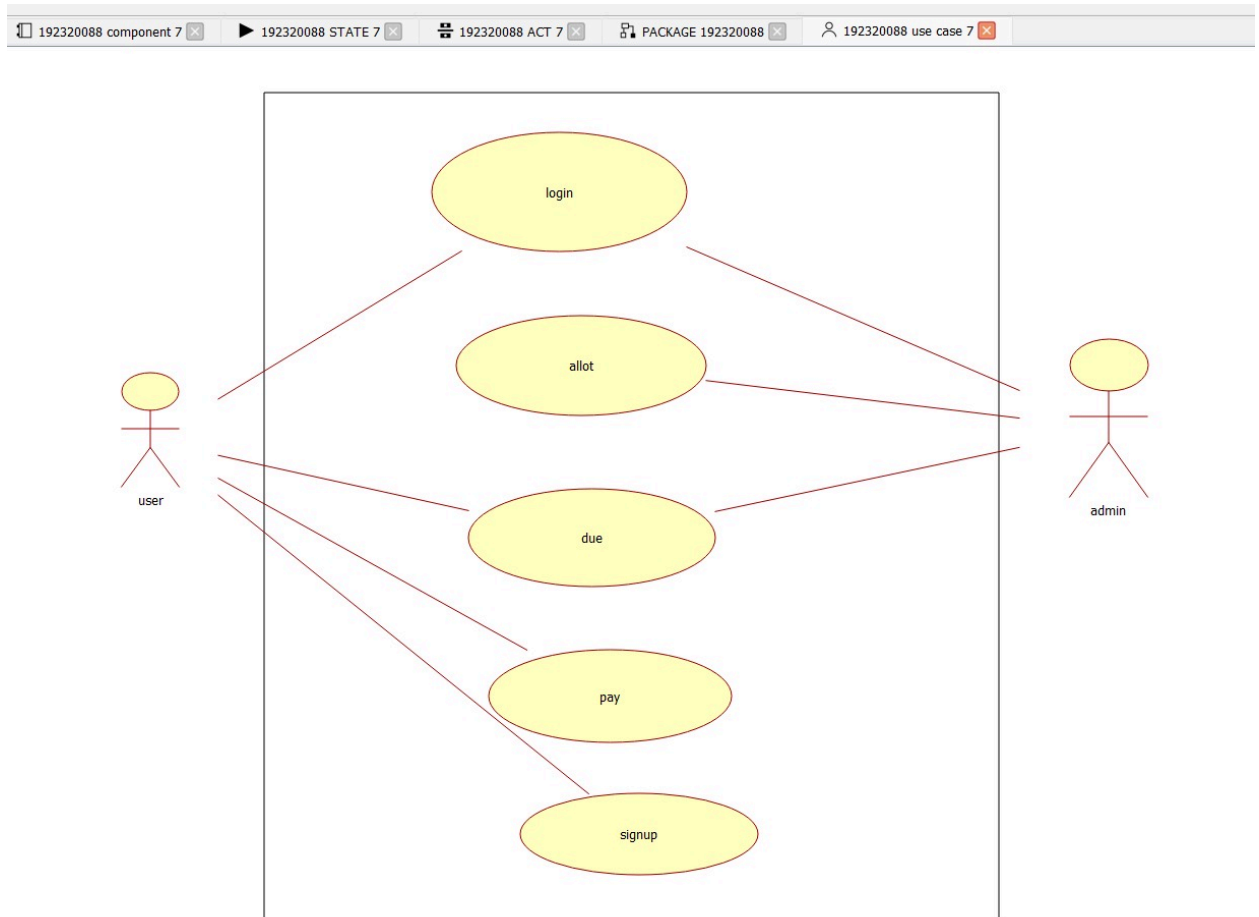 192320088 component 7
192320088 STATE 7
192320088 ACT 7
PACKAGE 192320088
192320088 use case 7
login
allot
user
admin
due
pay
signup